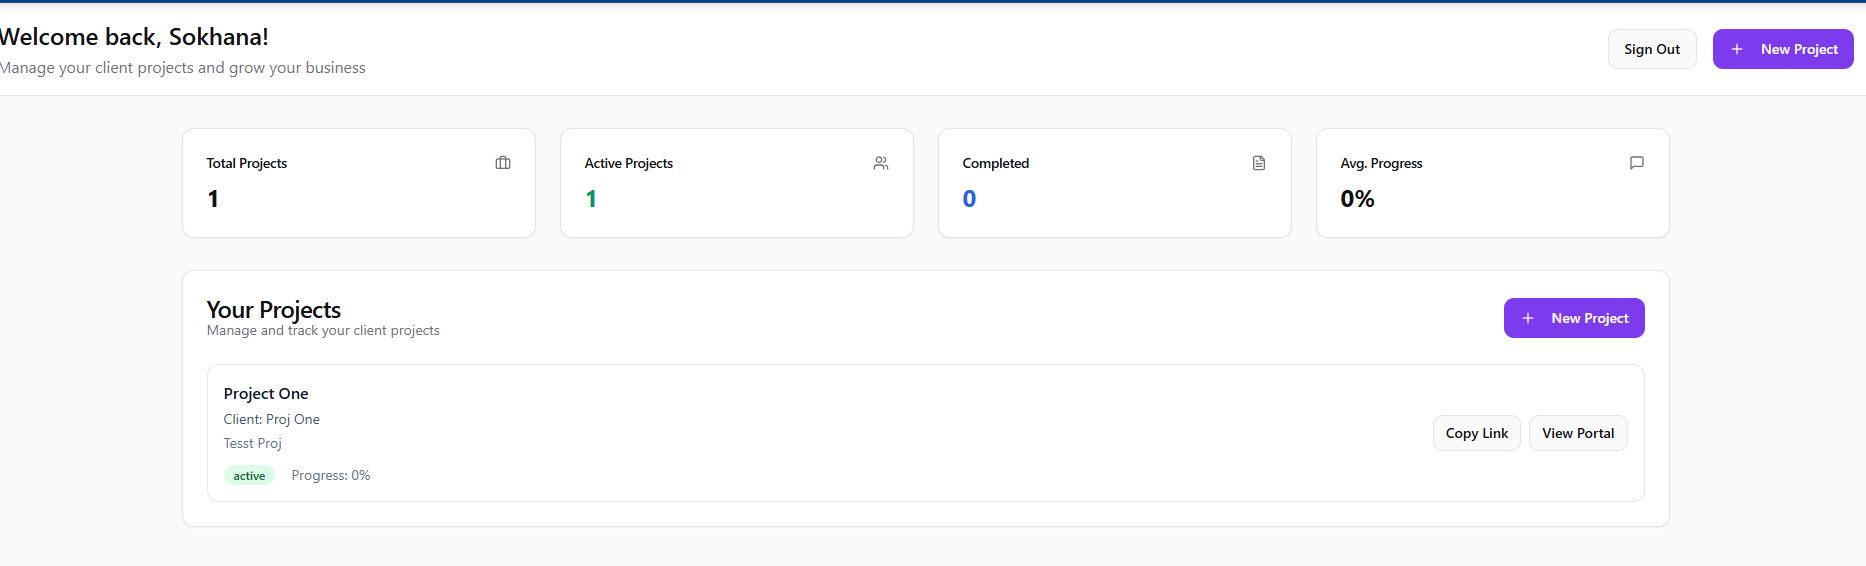 Welcome back, Sokhana!
Manage your client projects and grow your business
Sign Out
+ New Project
Total Projects
1
Active Projects
1
Completed
0
Avg. Progress
0%
Your Projects
Manage and track your client projects
+ New Project
Project One
Client: Proj One
Tesst Proj
active Progress: 0%
Copy Link
View Portal